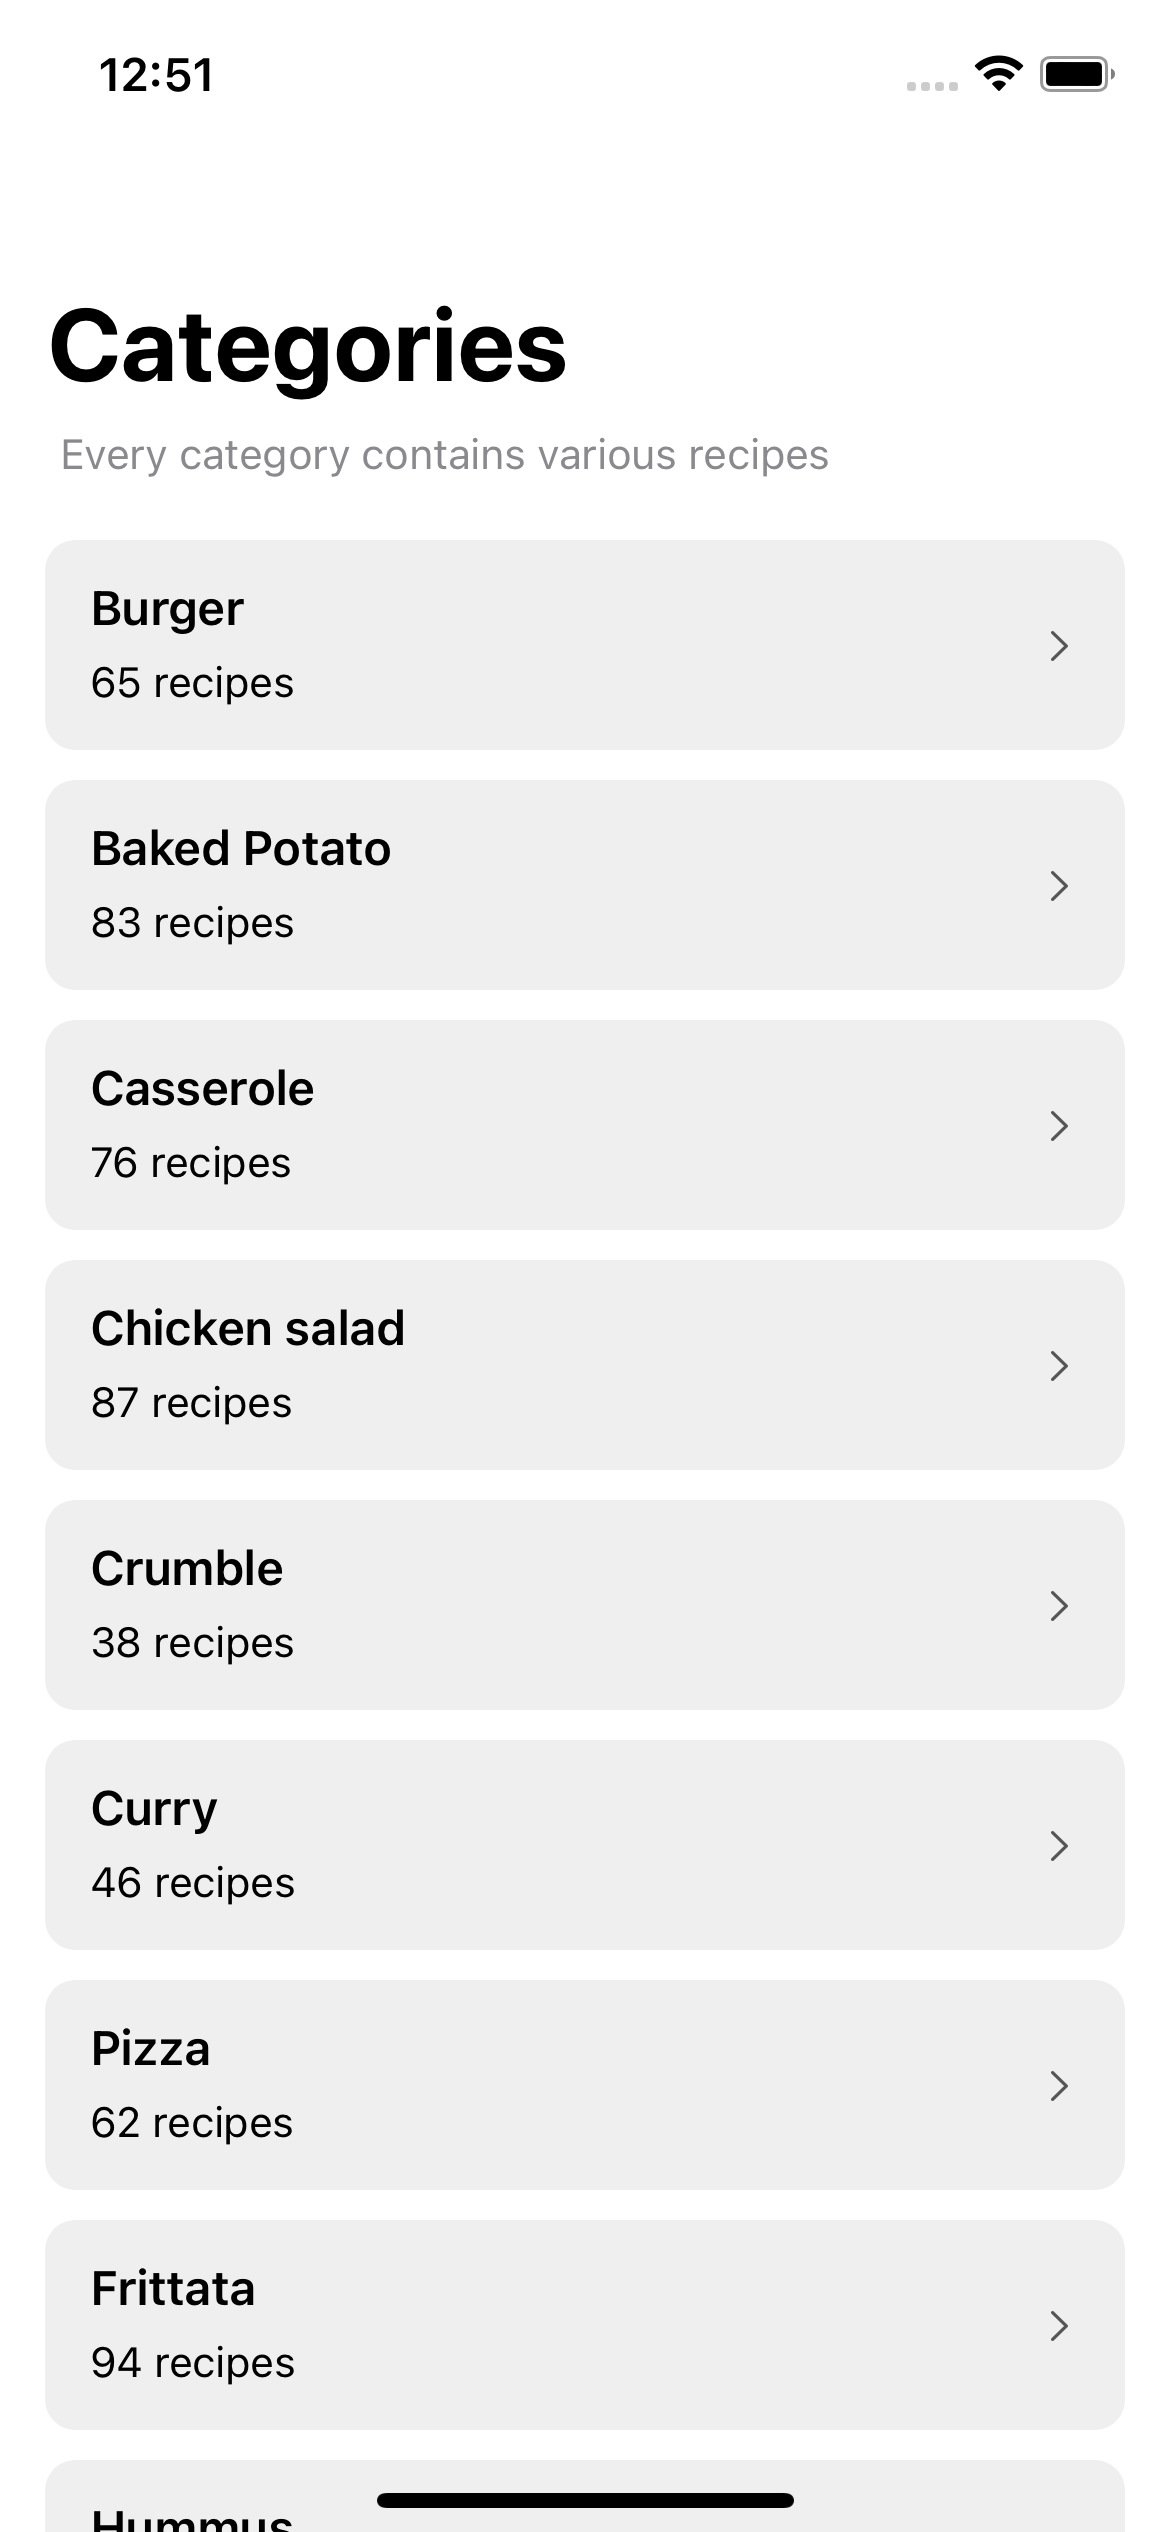 12:51
Categories
Every category contains various recipes
Burger
65 recipes
Baked Potato
83 recipes
Casserole
76 recipes
Chicken salad
87 recipes
Crumble
38 recipes
Curry
46 recipes
Pizza
62 recipes
Frittata
94 recipes
Hummus